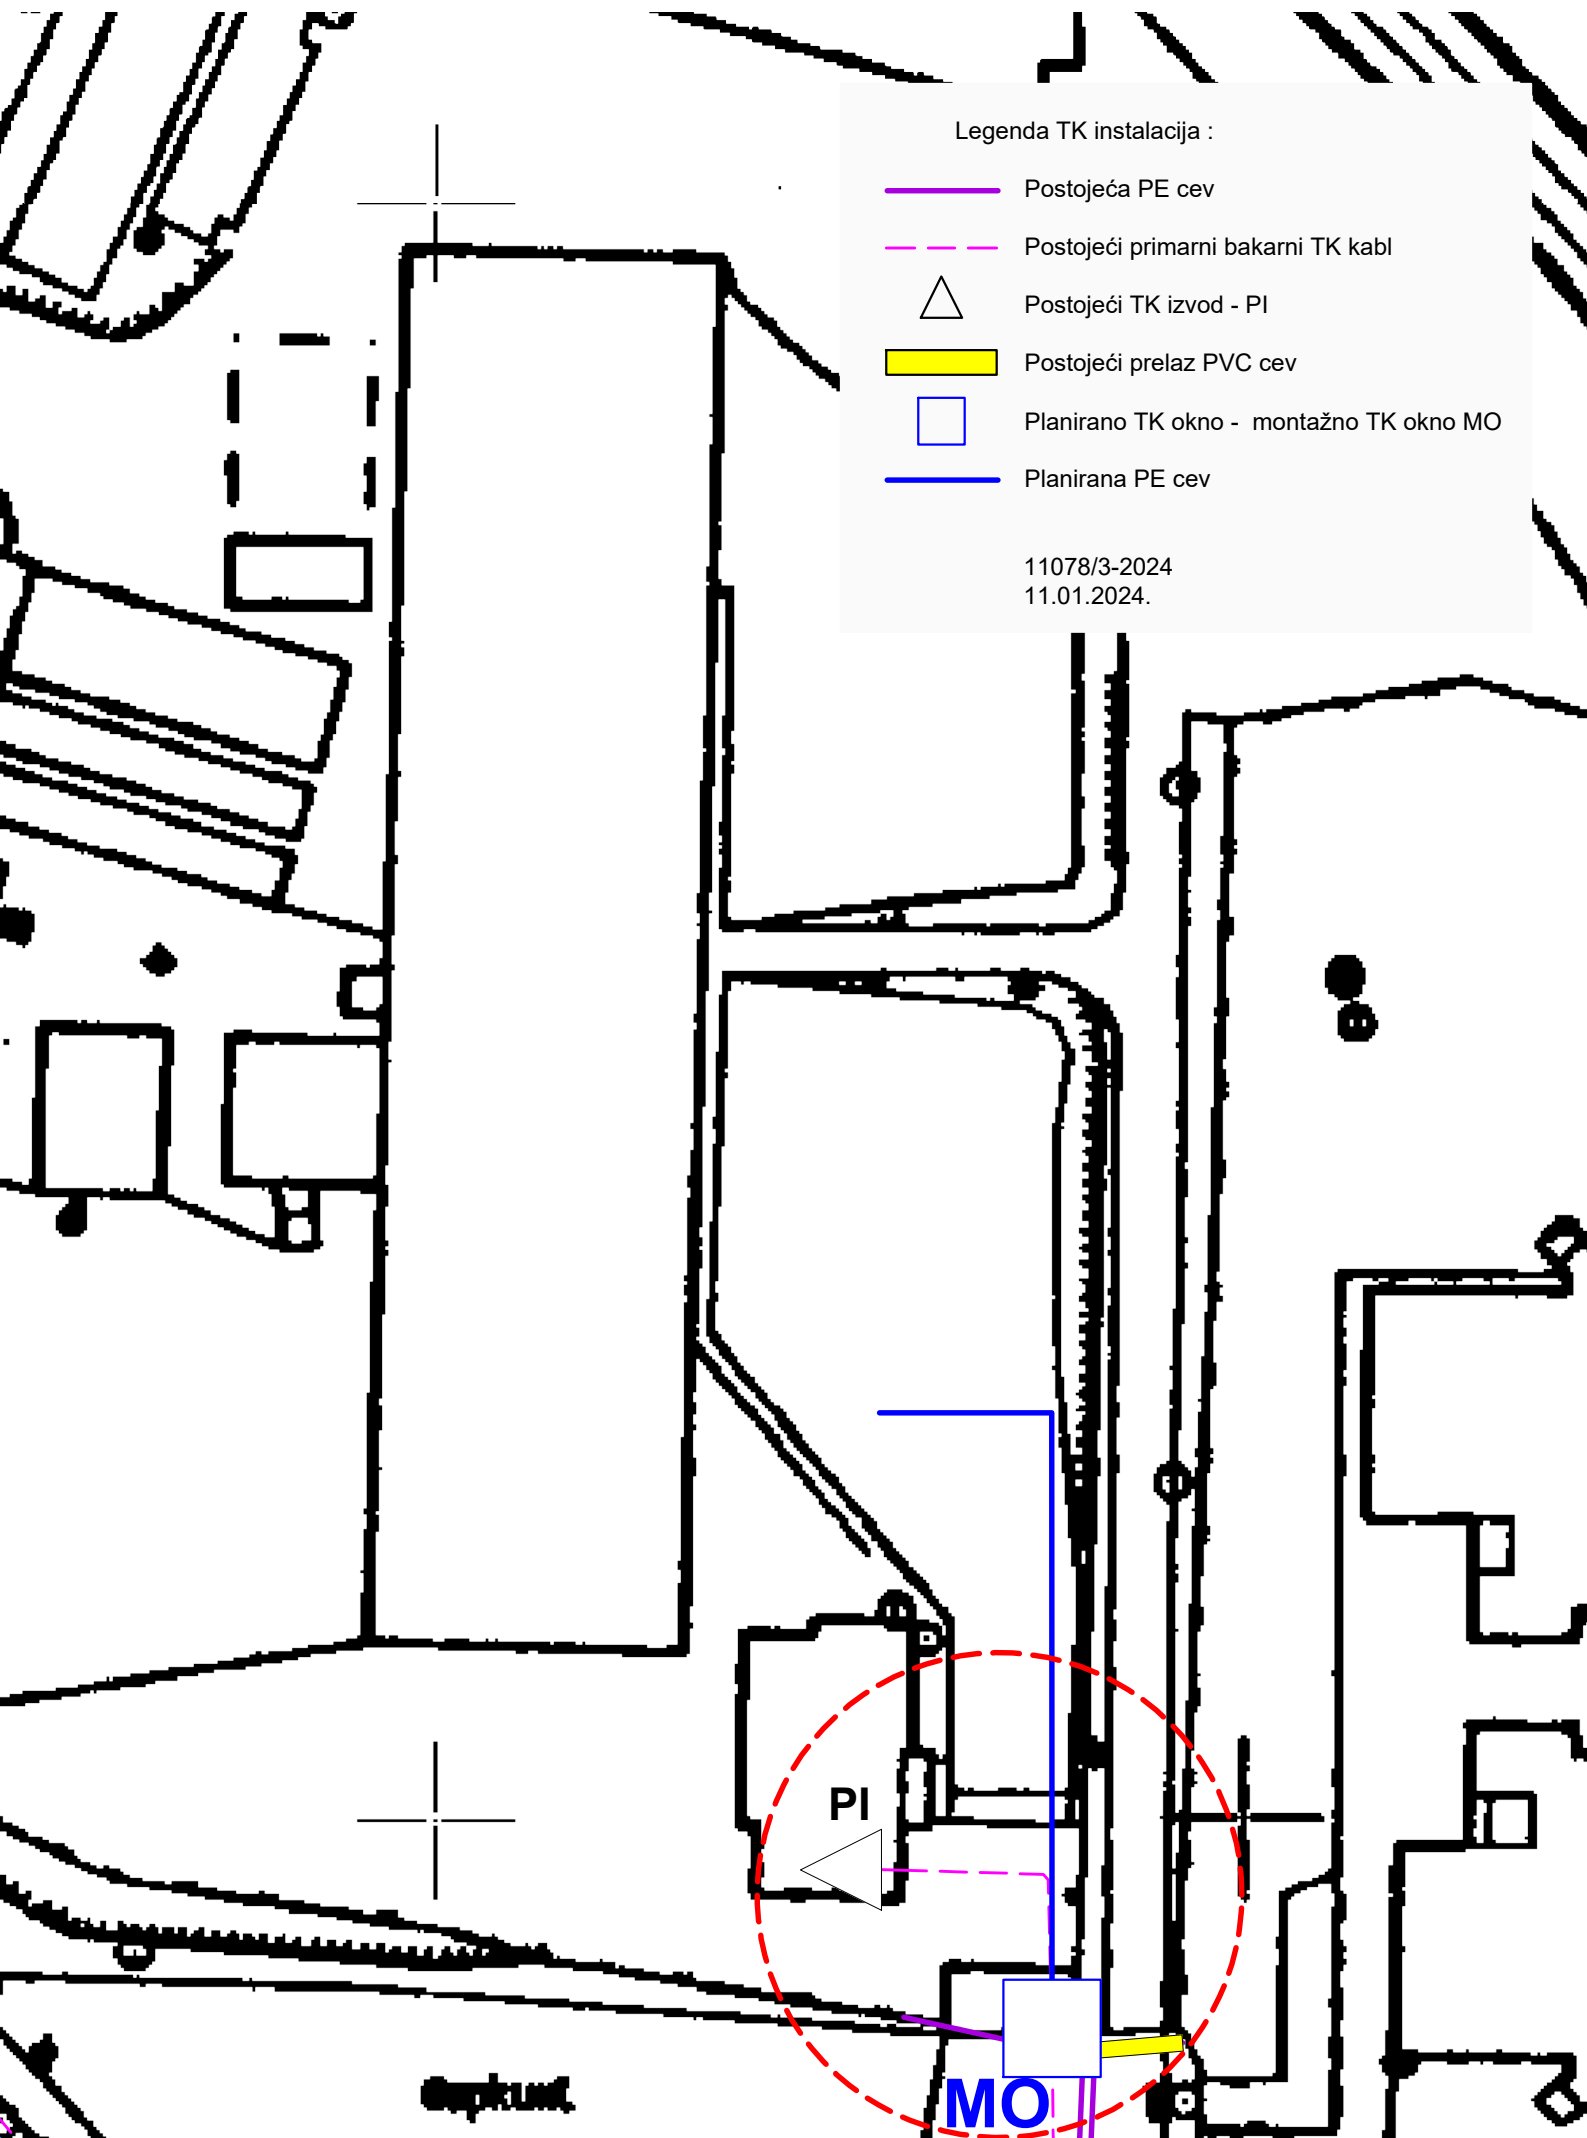 Legenda TK instalacija :
Postojeća PE cev
Postojeći primarni bakarni TK kabl
Postojeći TK izvod - PI
Postojeći prelaz PVC cev
Planirano TK okno -  montažno TK okno MO
Planirana PE cev
11078/3-2024
11.01.2024.
PI
MO